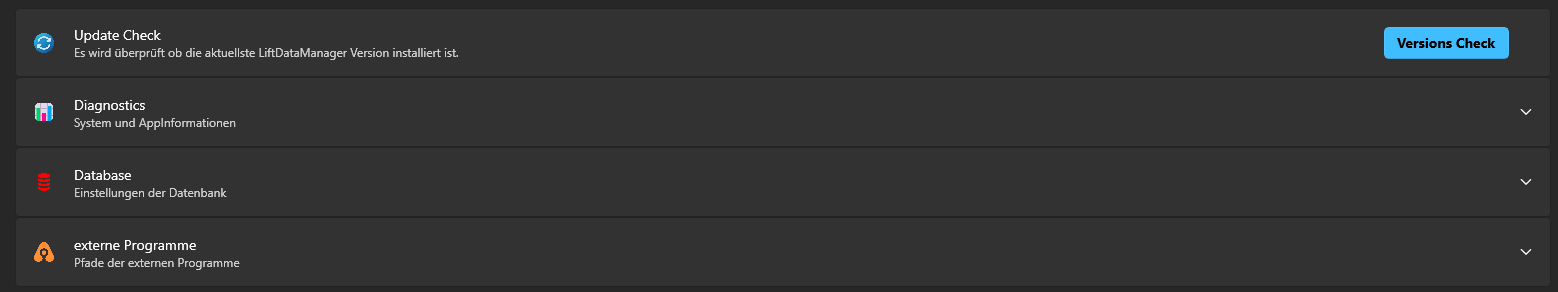 Update Check
Es wird überprüft ob die aktuellste LiftDataManager Version installiert ist.
Versions Check
Diagnostics
System und AppInformationen
Database
Einstellungen der Datenbank
externe Programme
Pfade der externen Programme